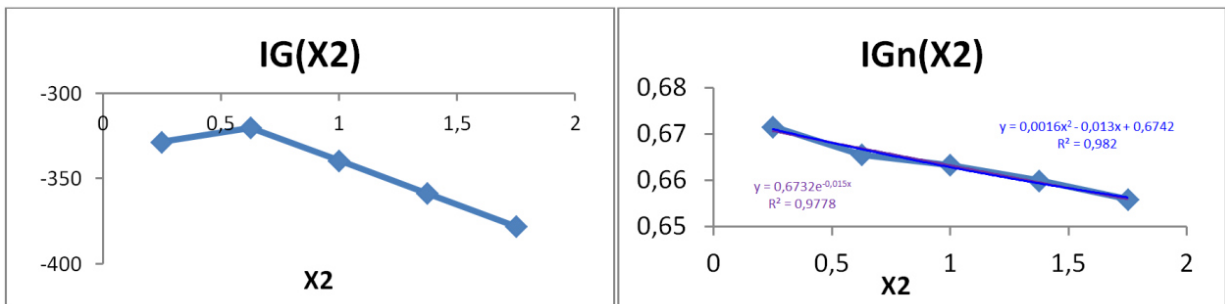 IG(X2)
-300
0
0,5
1
1,5
2
-350
-400
X2
IGn(X2)
0,68
0,67
0,66
0,65
y = 0,0016x² - 0,013x + 0,6742
R² = 0,982
y = 0,6732e^-0,015x
R² = 0,9778
0
0,5
1
1,5
2
X2